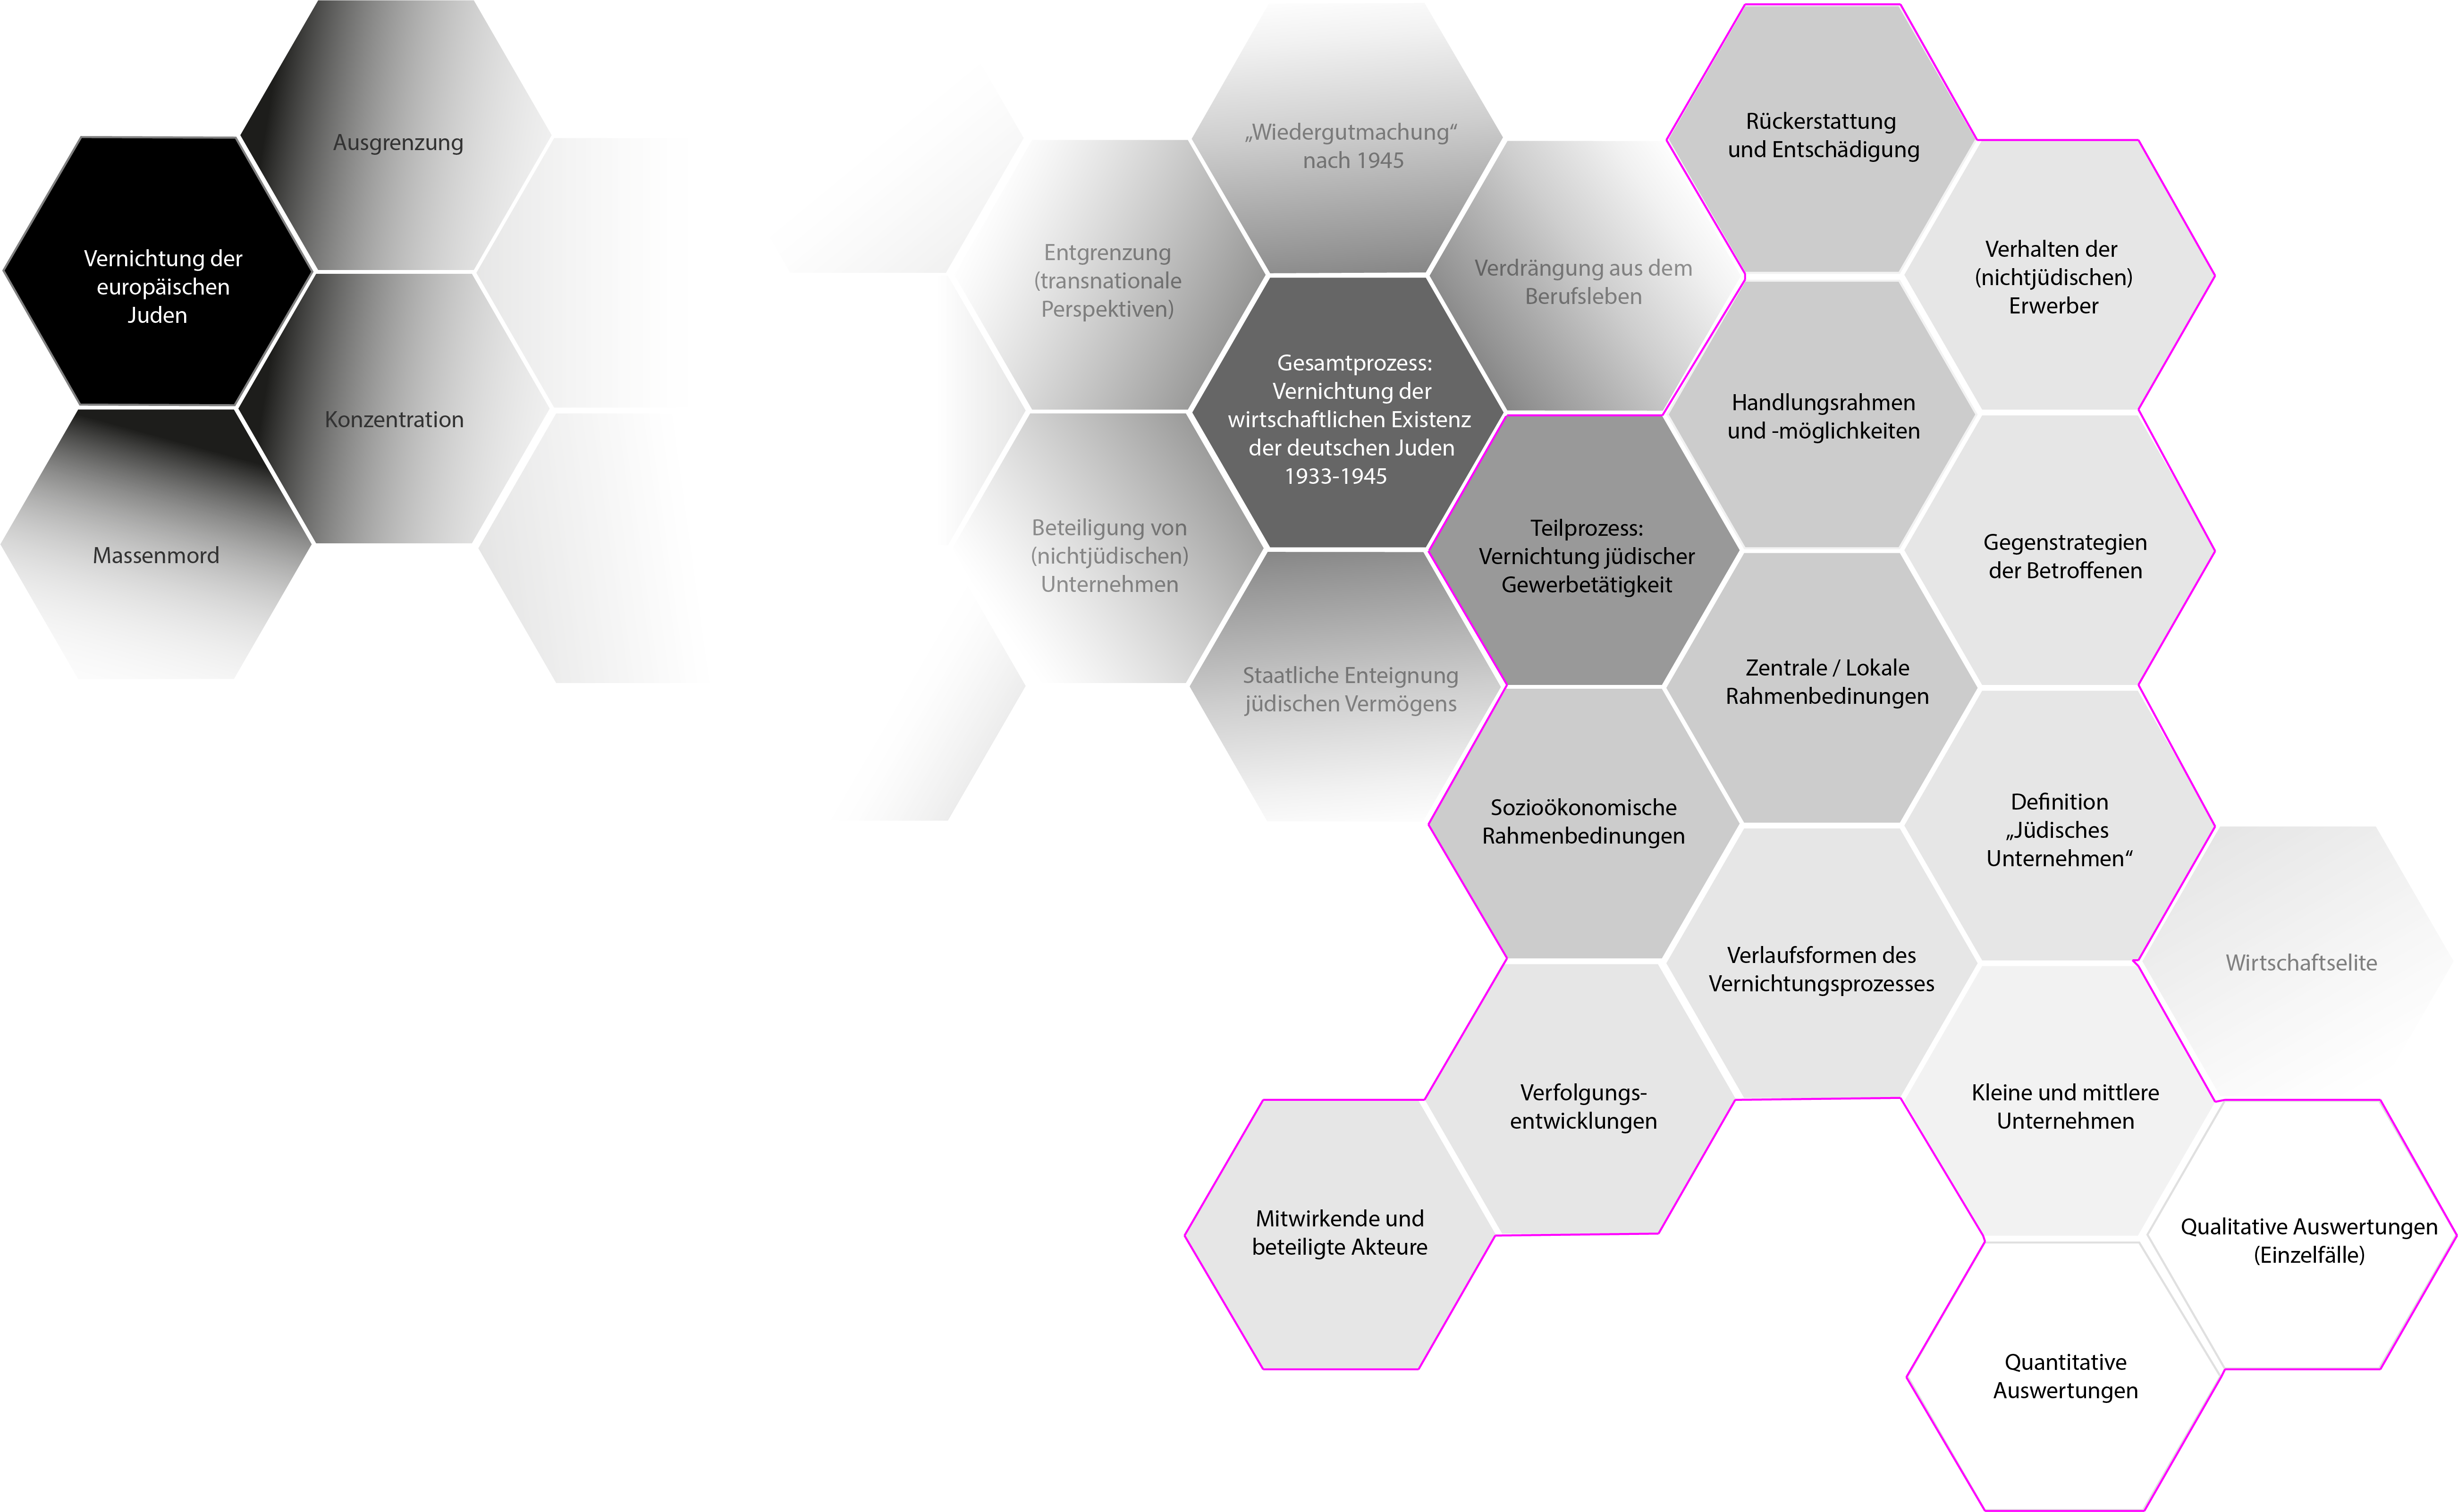 Ausgrenzung
Vernichtung der
europäischen
Juden
Konzentration
Massenmord
„Wiedergutmachung“
nach 1945
Entgrenzung
(transnationale
Perspektiven)
Verdrängung aus dem
Berufsleben
Gesamtprozess:
Vernichtung der
wirtschaftlichen Existenz
der deutschen Juden
1933-1945
Beteiligung von
(nichtjüdischen)
Unternehmen
Staatliche Enteignung
jüdischen Vermögens
Rückerstattung
und Entschädigung
Verhalten der
(nichtjüdischen)
Erwerber
Handlungsrahmen
und -möglichkeiten
Teilprozess:
Vernichtung jüdischer
Gewerbetätigkeit
Gegenstrategien
der Betroffenen
Zentrale / Lokale
Rahmenbedinungen
Sozioökonomische
Rahmenbedinungen
Definition
„Jüdisches
Unternehmen“
Verlaufsformen des
Vernichtungsprozesses
Wirtschaftselite
Verfolgungs-
entwicklungen
Kleine und mittlere
Unternehmen
Mitwirkende und
beteiligte Akteure
Qualitative Auswertungen
(Einzelfälle)
Quantitative
Auswertungen